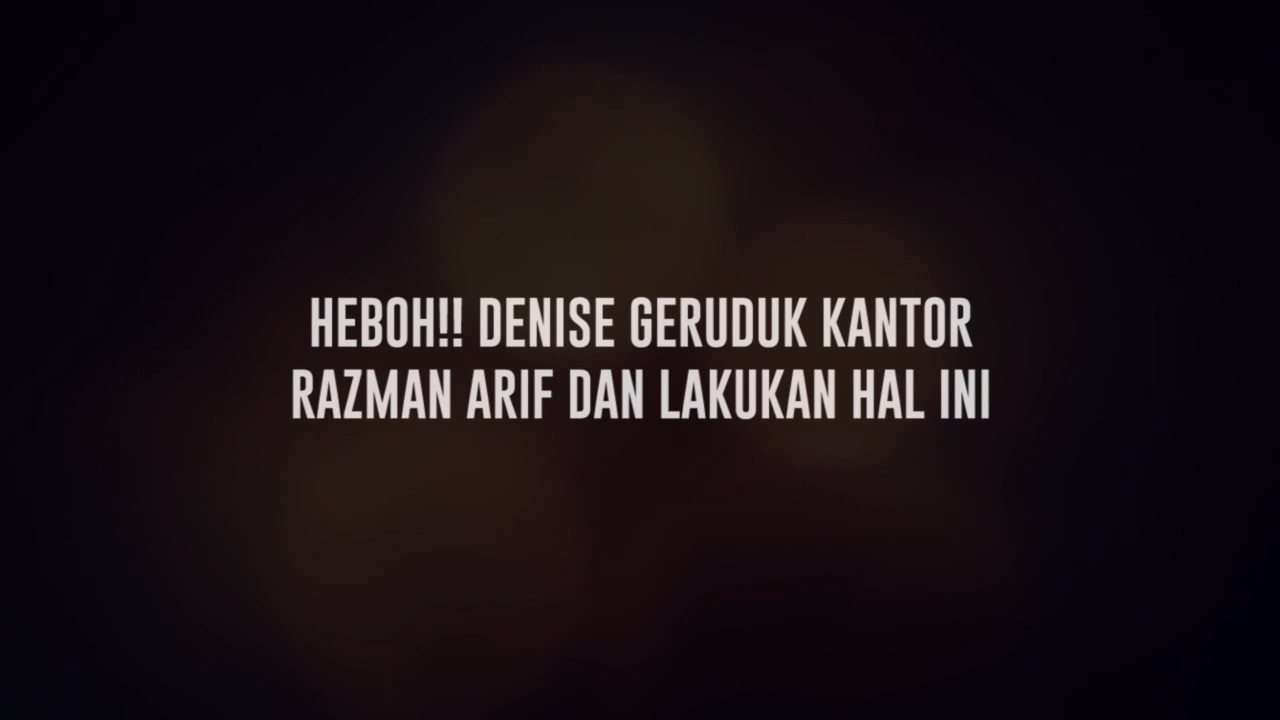 HEBOH!! DENISE GERUDUK KANTOR
RAZMAN ARIF DAN LAKUKAN HAL INI